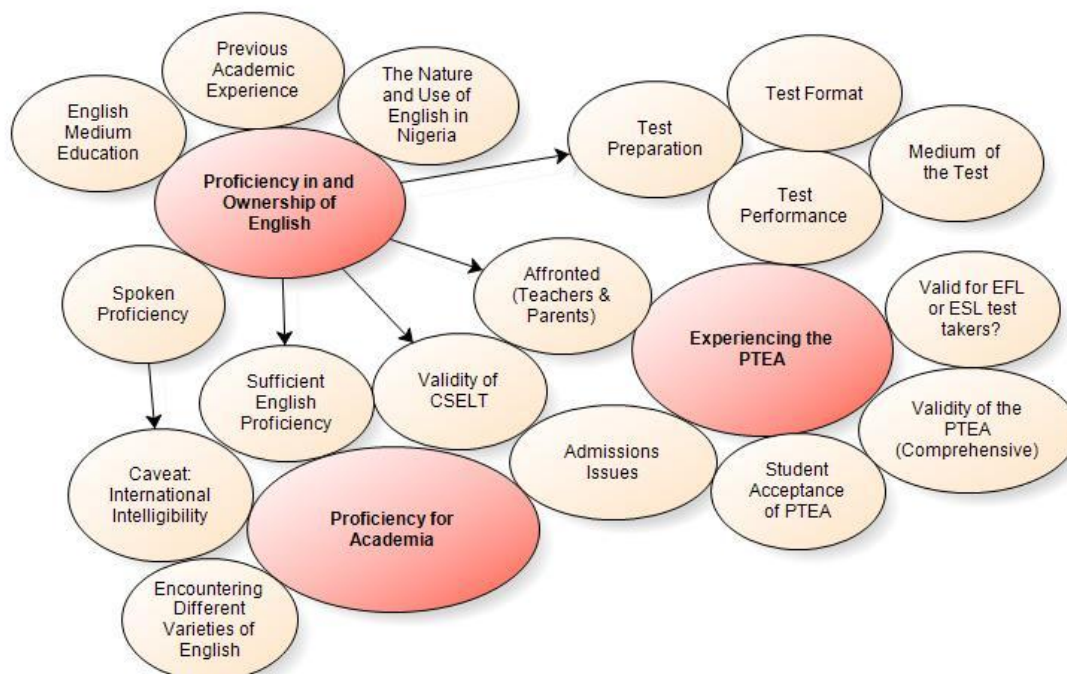 Previous
Academic
Experience
The Nature
and Use of
English in
Nigeria
English
Medium
Education
Proficiency in and
Ownership of
English
Test
Preparation
Test Format
Medium of
the Test
Test
Performance
Spoken
Proficiency
Affronted
(Teachers &
Parents)
Valid for EFL
or ESL test
takers?
Experiencing the
PTEA
Sufficient
English
Proficiency
Validity of
CSELT
Validity of the
PTEA
(Comprehensive)
Caveat:
International
Intelligibility
Admissions
Issues
Student
Acceptance
of PTEA
Proficiency for
Academia
Encountering
Different
Varieties of
English